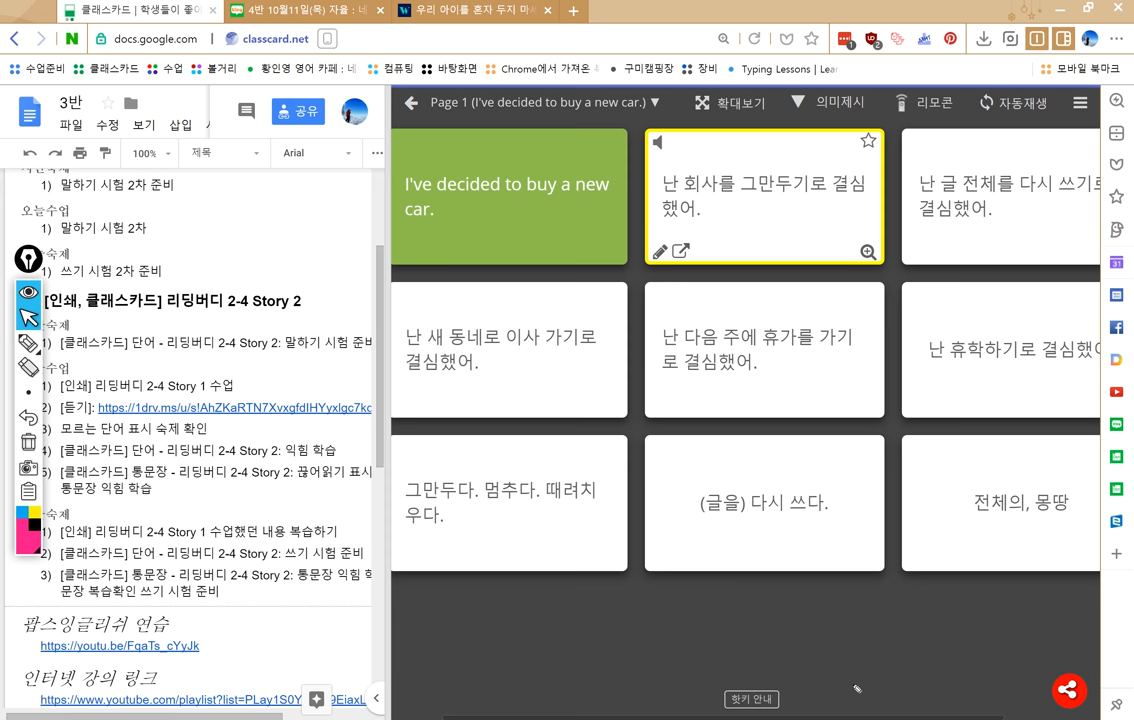 클래스카드 | 학생들이 좋아
4반 10월11일(목) 자율 : 네
우리 아이를 혼자 두지 마세
docs.google.com
classcard.net
수업준비
클래스카드
수업
볼거리
황인영 영어 카페 : 네
컴퓨팅
바탕화면
Chrome에서 가져온
구미캠핑장
장비
Typing Lessons | Lear
모바일 북마크
3반
파일 수정 보기 삽입
공유
100% 제목 Arial
1) 말하기 시험 2차 준비
오늘수업
1) 말하기 시험 2차
숙제
1) 쓰기 시험 2차 준비
[인쇄, 클래스카드] 리딩버디 2-4 Story 2
숙제
1) [클래스카드] 단어 - 리딩버디 2-4 Story 2: 말하기 시험 준비
수업
1) [인쇄] 리딩버디 2-4 Story 1 수업
2) [듣기]: https://1drv.ms/u/s!AhZKaRTN7XvxgfdIHYyxlgc7kc
3) 모르는 단어 표시 숙제 확인
4) [클래스카드] 단어 - 리딩버디 2-4 Story 2: 익힘 학습
5) [클래스카드] 통문장 - 리딩버디 2-4 Story 2: 끊어읽기 표시
통문장 익힘 학습
숙제
1) [인쇄] 리딩버디 2-4 Story 1 수업했던 내용 복습하기
2) [클래스카드] 단어 - 리딩버디 2-4 Story 2: 쓰기 시험 준비
3) [클래스카드] 통문장 - 리딩버디 2-4 Story 2: 통문장 익힘 학
문장 복습확인 쓰기 시험 준비
팝스잉글리쉬 연습
https://youtu.be/FqaTs_cYyJk
인터넷 강의 링크
https://www.youtube.com/playlist?list=PLay1S0Y
9EiaxL
Page 1 (I've decided to buy a new car.) ▼
확대보기
의미제시
리모콘
자동재생
I've decided to buy a new
car.
난 회사를 그만두기로 결심
했어.
난 글 전체를 다시 쓰기로
결심했어.
난 새 동네로 이사 가기로
결심했어.
난 다음 주에 휴가를 가기
로 결심했어.
난 휴학하기로 결심했어
그만두다. 멈추다. 때려치
우다.
(글을) 다시 쓰다.
전체의, 몽땅
핫키 안내